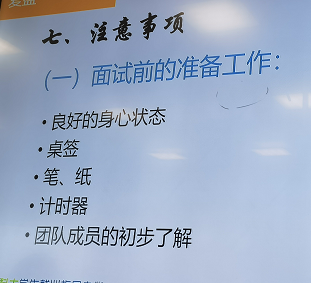 七、注意事项
（一）面试前的准备工作：
• 良好的身心状态
• 桌签
• 笔、纸
• 计时器
• 团队成员的初步了解